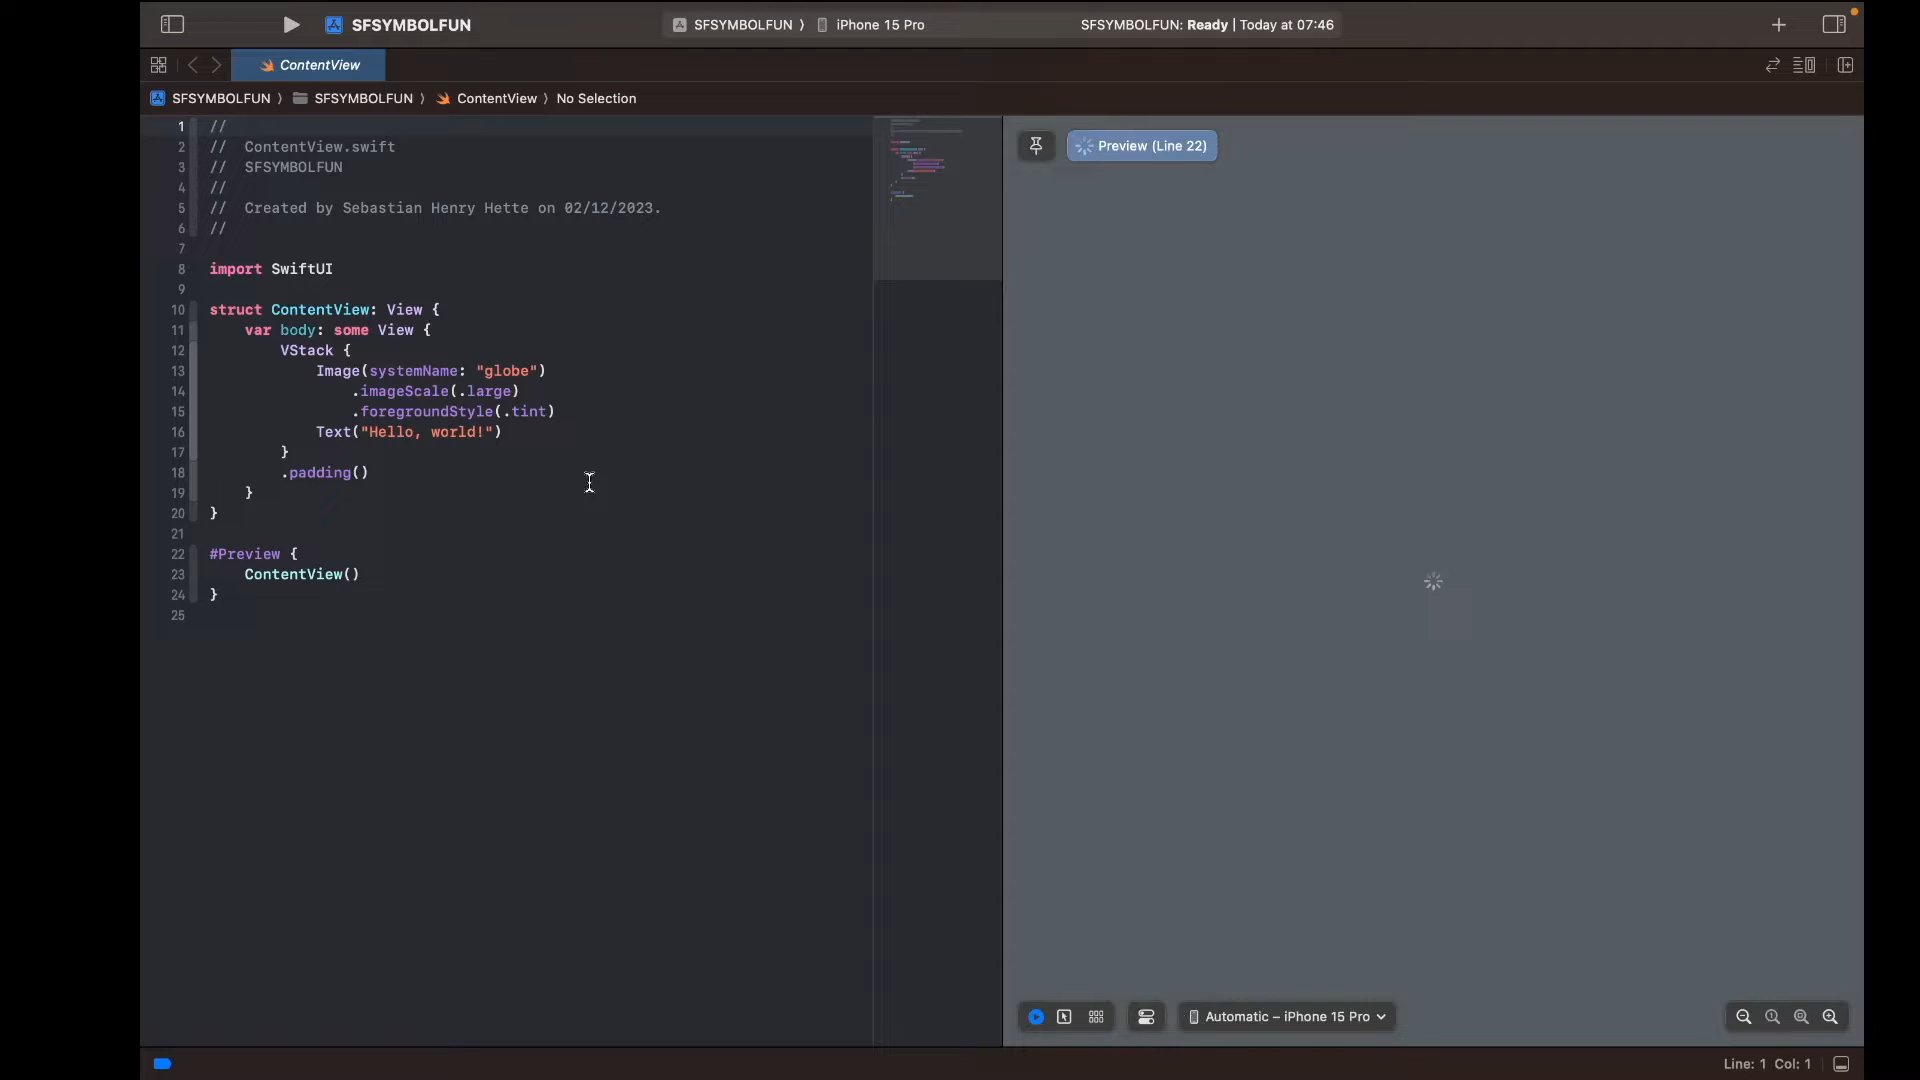 SFSYMBOLFUN
SFSYMBOLFUN 〉 iPhone 15 Pro
SFSYMBOLFUN: Ready | Today at 07:46
ContentView
SFSYMBOLFUN 〉 SFSYMBOLFUN 〉 ContentView 〉 No Selection
1 //
2 //  ContentView.swift
3 //  SFSYMBOLFUN
4 //
5 //  Created by Sebastian Henry Hette on 02/12/2023.
6 //
7
8 import SwiftUI
9
10 struct ContentView: View {
11     var body: some View {
12         VStack {
13             Image(systemName: "globe")
14                 .imageScale(.large)
15                 .foregroundStyle(.tint)
16             Text("Hello, world!")
17         }
18         .padding()
19     }
20 }
21
22 #Preview {
23     ContentView()
24 }
25
Preview (Line 22)
Automatic – iPhone 15 Pro
Line: 1 Col: 1